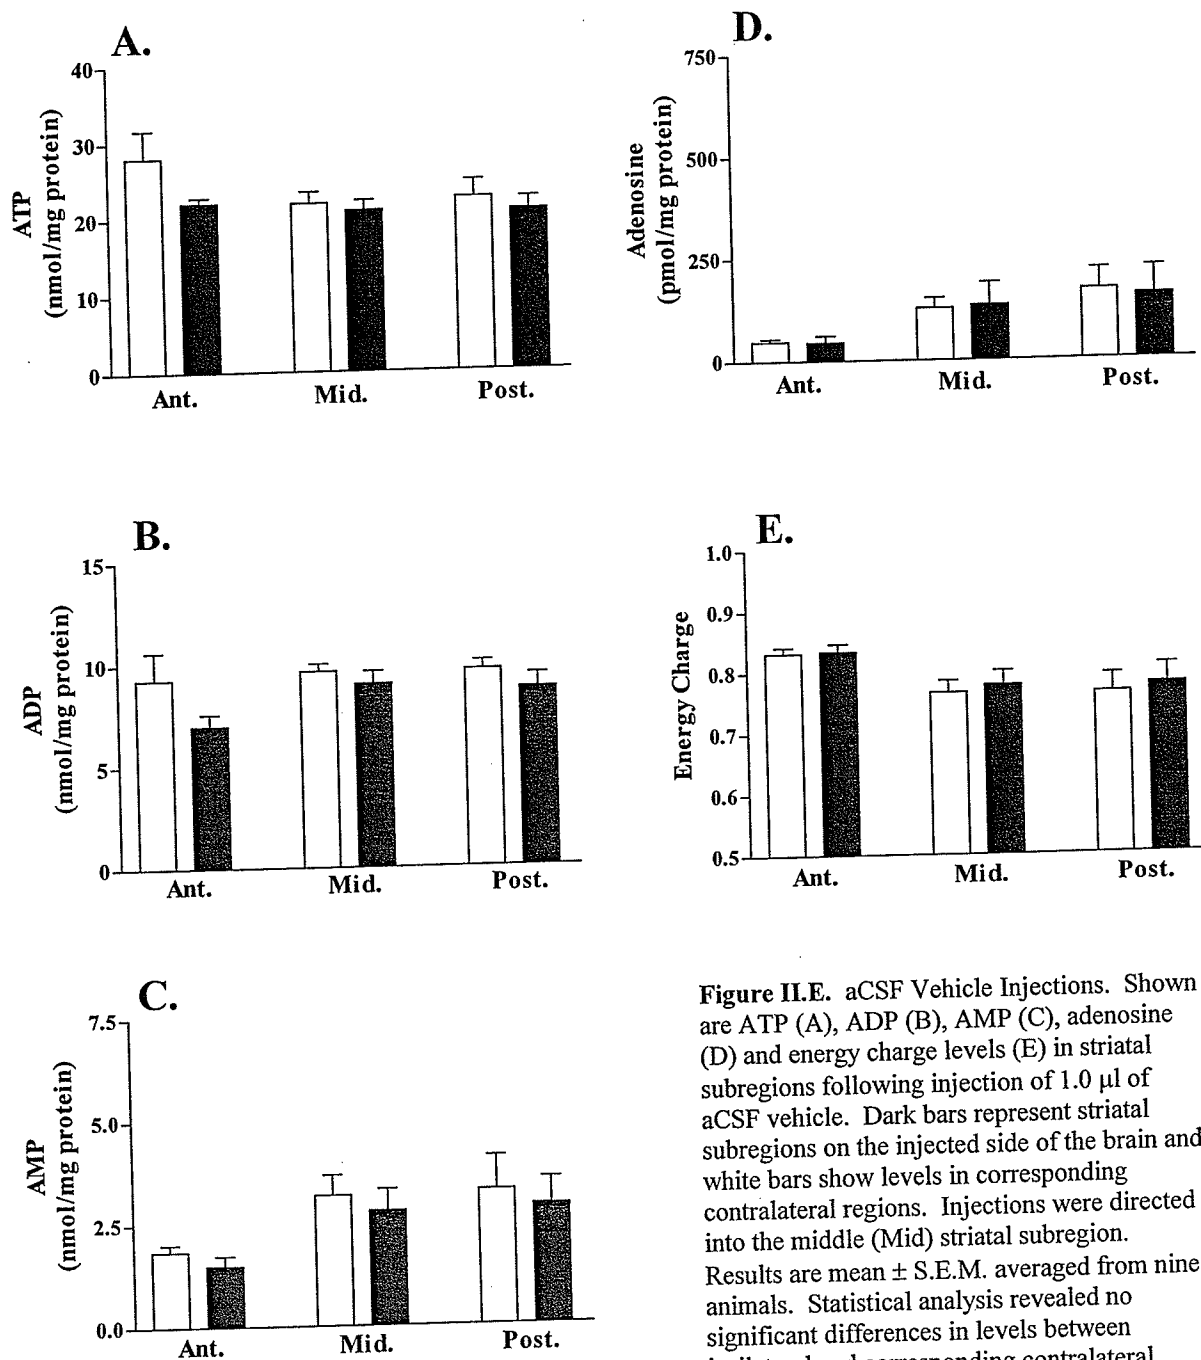 A.
40
30
20
10
0
ATP
(nmol/mg protein)
Ant.
Mid.
Post.
D.
750
500
250
0
Adenosine
(pmol/mg protein)
Ant.
Mid.
Post.
B.
15
10
5
0
ADP
(nmol/mg protein)
Ant.
Mid.
Post.
E.
1.0
0.9
0.8
0.7
0.6
0.5
Energy Charge
Ant.
Mid.
Post.
C.
7.5
5.0
2.5
0.0
AMP
(nmol/mg protein)
Ant.
Mid.
Post.
Figure II.E. aCSF Vehicle Injections. Shown
are ATP (A), ADP (B), AMP (C), adenosine
(D) and energy charge levels (E) in striatal
subregions following injection of 1.0 µl of
aCSF vehicle. Dark bars represent striatal
subregions on the injected side of the brain and
white bars show levels in corresponding
contralateral regions. Injections were directed
into the middle (Mid) striatal subregion.
Results are mean ± S.E.M. averaged from nine
animals. Statistical analysis revealed no
significant differences in levels between
and corresponding contralateral